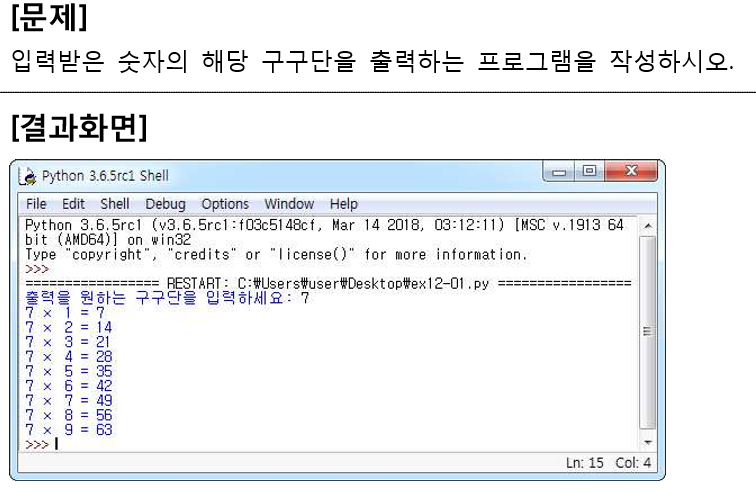 [문제]
입력받은 숫자의 해당 구구단을 출력하는 프로그램을 작성하시오.
[결과화면]
Python 3.6.5rc1 Shell
File Edit Shell Debug Options Window Help
Python 3.6.5rc1 (v3.6.5rc1:f03c5148cf, Mar 14 2018, 03:12:11) [MSC v.1913 64
bit (AMD64)] on win32
Type "copyright", "credits" or "license()" for more information.
>>>
================= RESTART: C:₩Users₩user₩Desktop₩ex12-01.py =================
출력을 원하는 구구단을 입력하세요: 7
7 × 1 = 7
7 × 2 = 14
7 × 3 = 21
7 × 4 = 28
7 × 5 = 35
7 × 6 = 42
7 × 7 = 49
7 × 8 = 56
7 × 9 = 63
>>>
Ln: 15 Col: 4